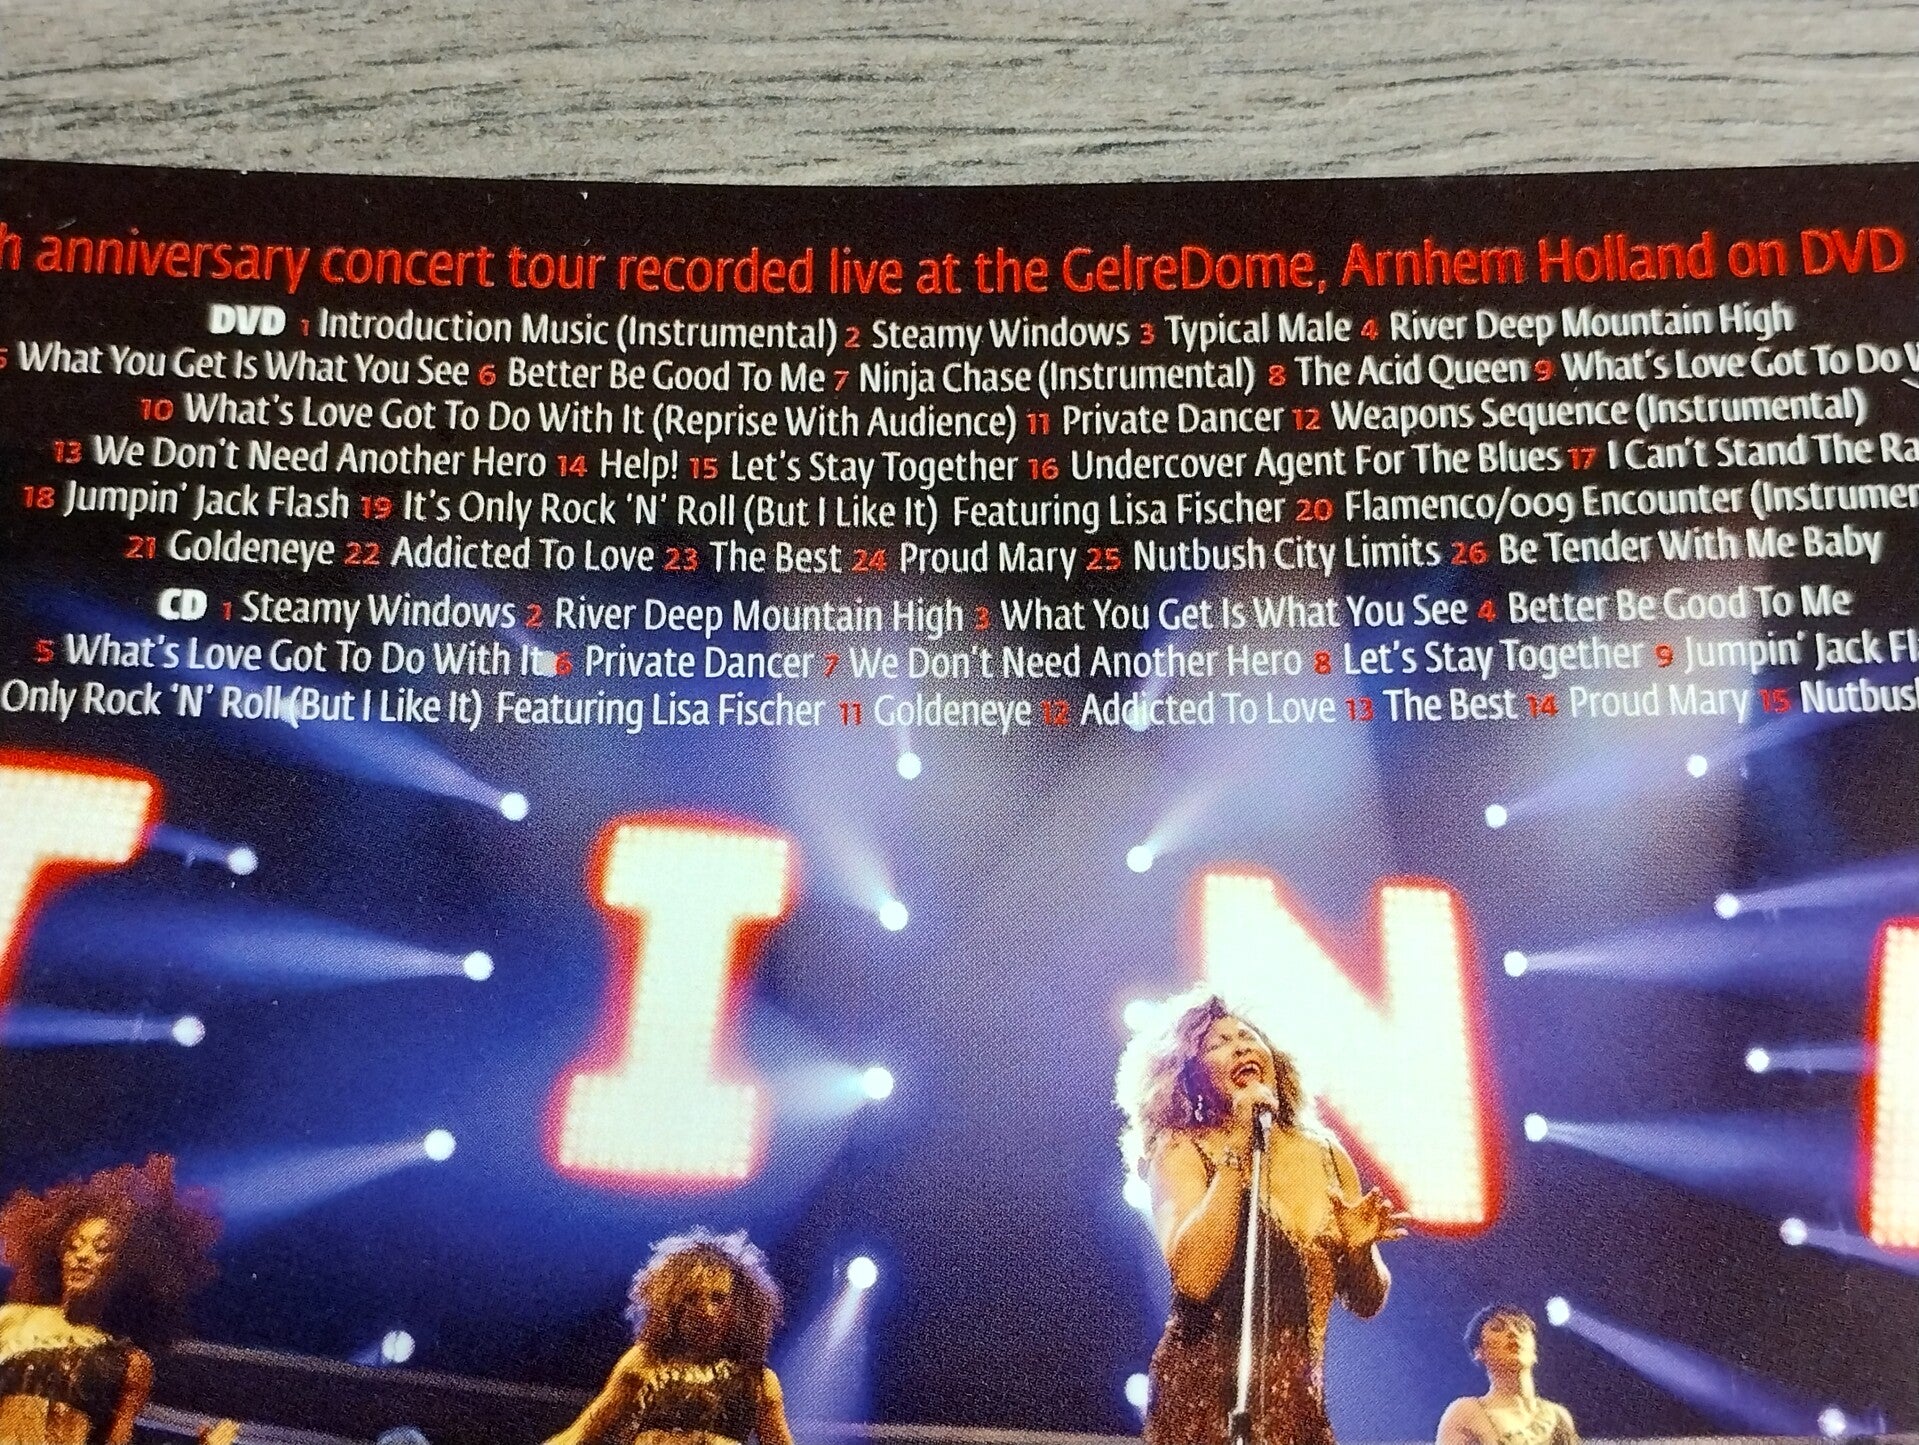 anniversary concert tour recorded live at the GelreDome, Arnhem Holland on DVD
DVD 1 Introduction Music (Instrumental) 2 Steamy Windows 3 Typical Male 4 River Deep Mountain High
5 What You Get Is What You See 6 Better Be Good To Me 7 Ninja Chase (Instrumental) 8 The Acid Queen 9 What's Love Got To Do
10 What's Love Got To Do With It (Reprise With Audience) 11 Private Dancer 12 Weapons Sequence (Instrumental)
13 We Don't Need Another Hero 14 Help! 15 Let's Stay Together 16 Undercover Agent For The Blues 17 I Can't Stand The
18 Jumpin' Jack Flash 19 It's Only Rock 'N' Roll (But I Like It) Featuring Lisa Fischer 20 Flamenco/009 Encounter
21 Goldeneye 22 Addicted To Love 23 The Best 24 Proud Mary 25 Nutbush City Limits 26 Be Tender With Me Baby
CD 1 Steamy Windows 2 River Deep Mountain High 3 What You Get Is What You See 4 Better Be Good To Me
5 What's Love Got To Do With It 6 Private Dancer 7 We Don't Need Another Hero 8 Let's Stay Together 9 Jumpin' Jack
Only Rock 'N' Roll (But I Like It) Featuring Lisa Fischer 11 Goldeneye 12 Addicted To Love 13 The Best 14 Proud Mary 15
TIN